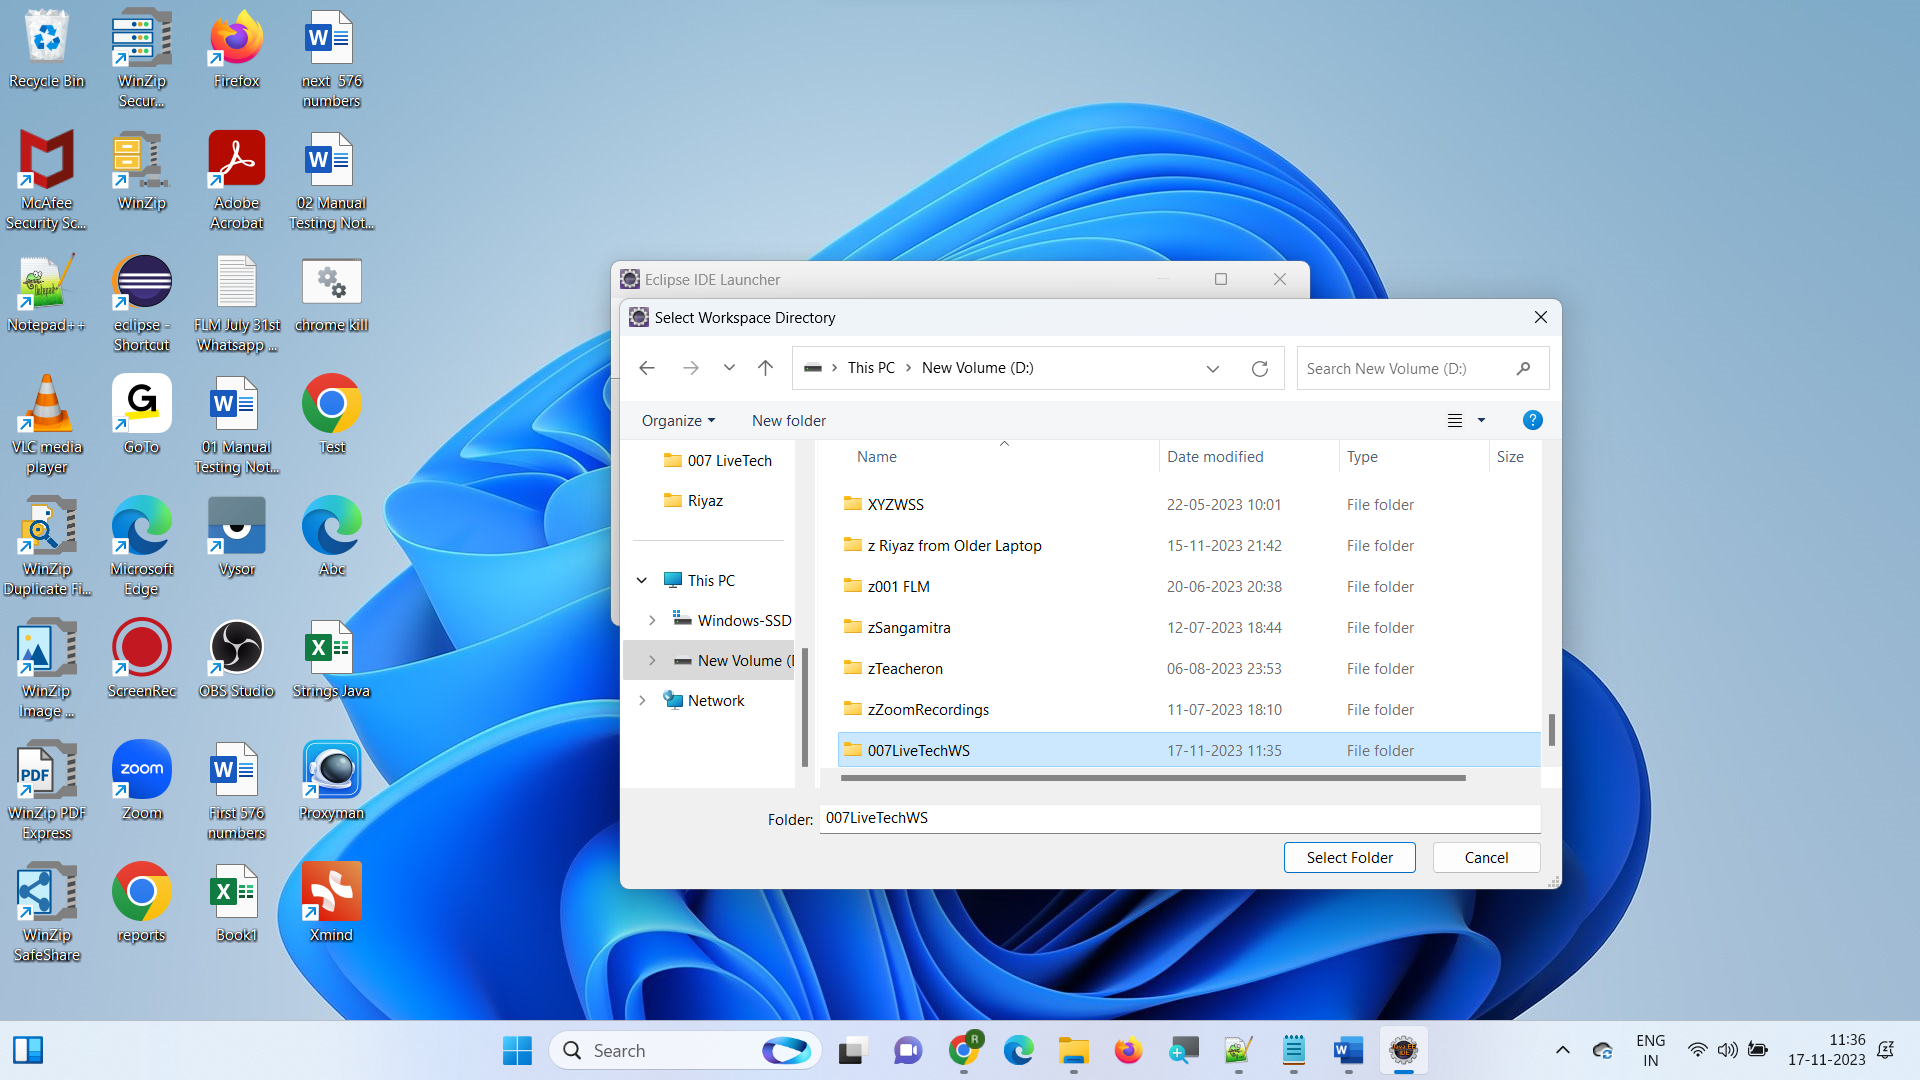 Recycle Bin
WinZip
Secur...
Firefox
next 576
numbers
McAfee
Security Sc...
WinZip
Adobe
Acrobat
02 Manual
Testing Not...
Notepad++
eclipse -
Shortcut
FLM July 31st
Whatsapp ...
chrome kill
VLC media
player
GoTo
01 Manual
Testing Not...
Test
WinZip
Duplicate Fi...
Microsoft
Edge
Vysor
Abc
WinZip
Image ...
ScreenRec
OBS Studio
Strings Java
WinZip PDF
Express
Zoom
First 576
numbers
Proxyman
WinZip
SafeShare
reports
Book1
Xmind
Eclipse IDE Launcher
Select Workspace Directory
This PC
New Volume (D:)
Search New Volume (D:)
Organize
New folder
007 LiveTech
Riyaz
This PC
Windows-SSD
New Volume (
Network
Name
Date modified
Type
Size
XYZWSS 22-05-2023 10:01 File folder
z Riyaz from Older Laptop 15-11-2023 21:42 File folder
z001 FLM 20-06-2023 20:38 File folder
zSangamitra 12-07-2023 18:44 File folder
zTeacheron 06-08-2023 23:53 File folder
zZoomRecordings 11-07-2023 18:10 File folder
007LiveTechWS 17-11-2023 11:35 File folder
Folder: 007LiveTechWS
Select Folder
Cancel
Search
ENG
IN
11:36
17-11-2023